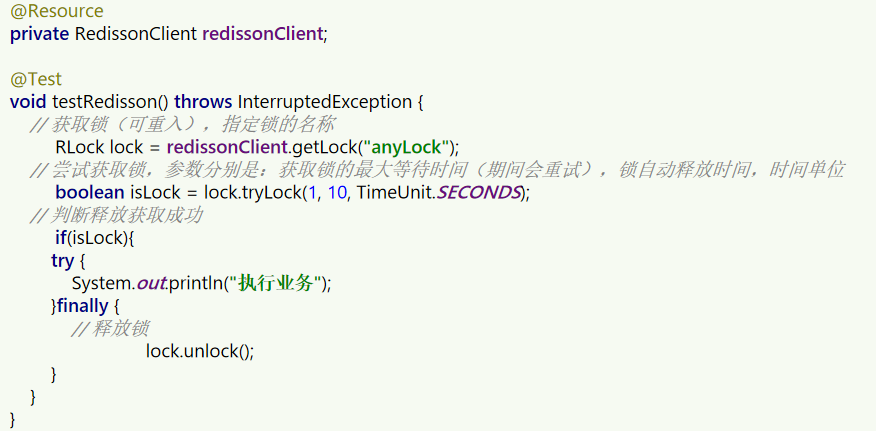 @Resource
private RedissonClient redissonClient;
@Test
void testRedisson() throws InterruptedException {
// 获取锁（可重入），指定锁的名称
RLock lock = redissonClient.getLock("anyLock");
// 尝试获取锁，参数分别是：获取锁的最大等待时间（期间会重试），锁自动释放时间，时间单位
boolean isLock = lock.tryLock(1, 10, TimeUnit.SECONDS);
// 判断释放获取成功
if(isLock){
try {
System.out.println("执行业务");
}finally {
// 释放锁
lock.unlock();
}
}
}